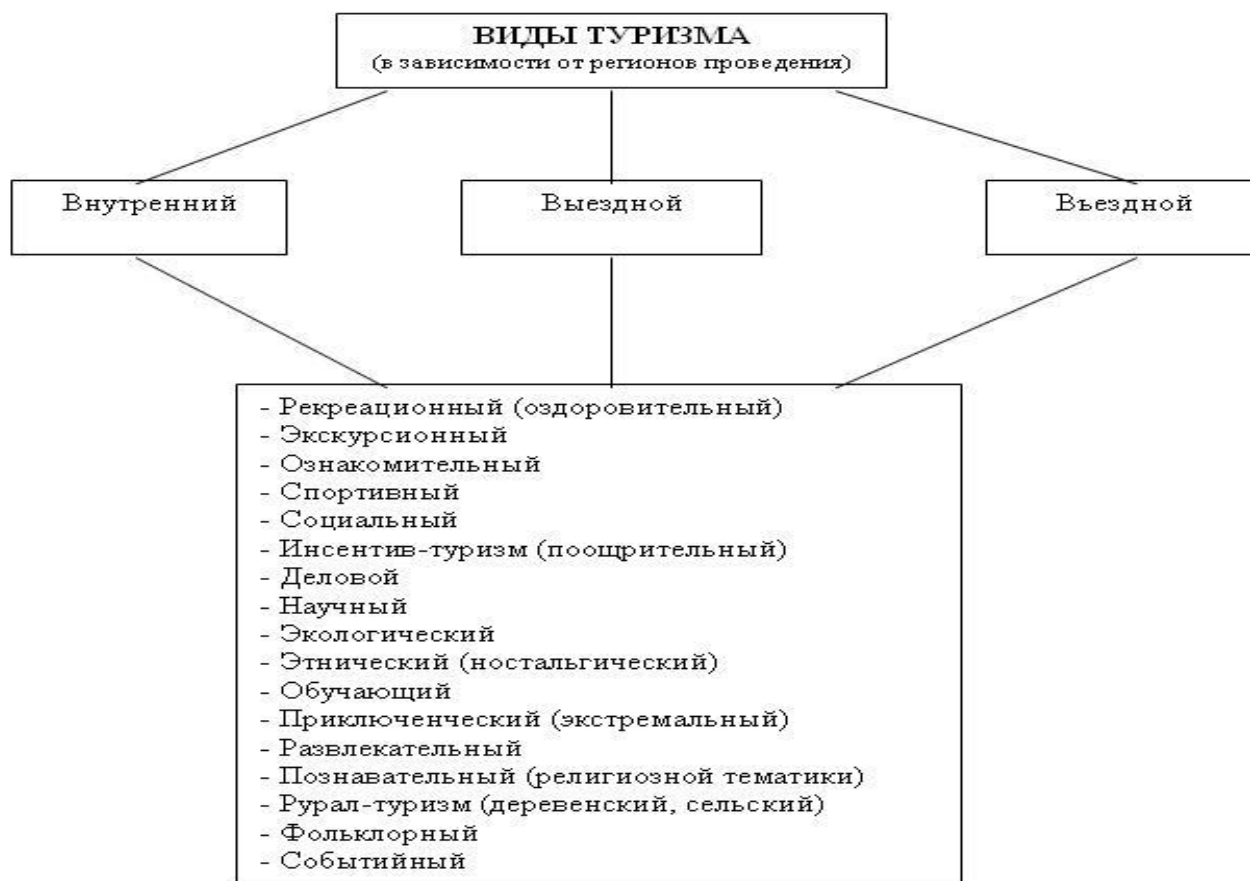 ВИДЫ ТУРИЗМА
(в зависимости от регионов проведения)
Внутренний
Выездной
Въездной
- Рекреационный (оздоровительный)
- Экскурсионный
- Ознакомительный
- Спортивный
- Социальный
- Инсентив-туризм (поощрительный)
- Деловой
- Научный
- Экологический
- Этнический (ностальгический)
- Обучающий
- Приключенческий (экстремальный)
- Развлекательный
- Познавательный (религиозной тематики)
- Рурал-туризм (деревенский, сельский)
- Фольклорный
- Событийный